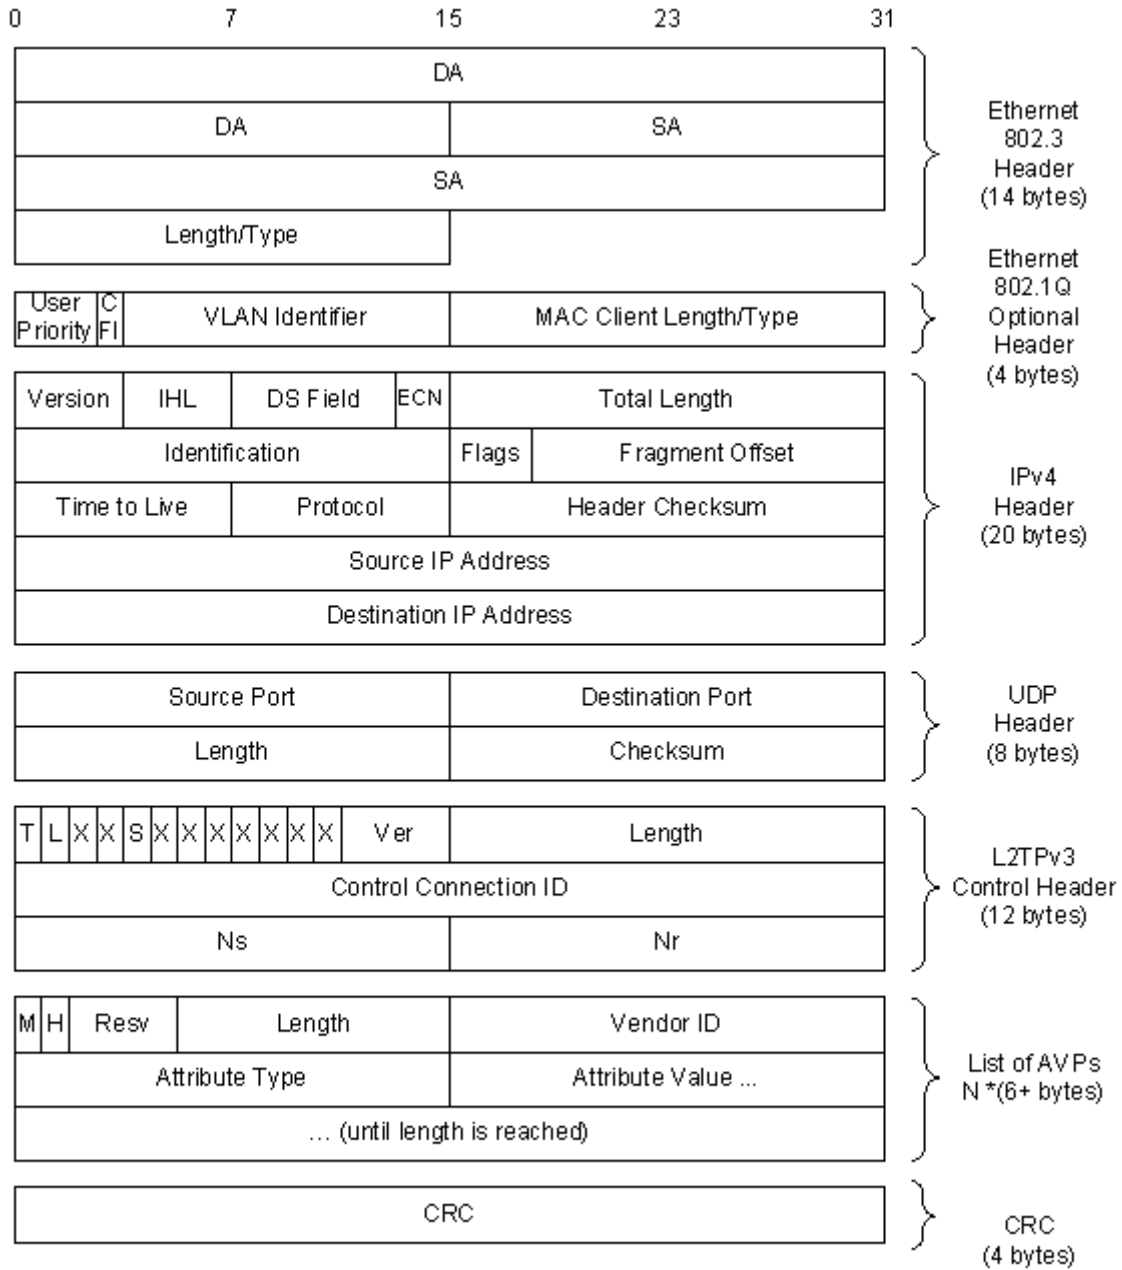 0 7 15 23 31
DA
DA SA
SA
Length/Type
Ethernet
802.3
Header
(14 bytes)
User
Priority
C
FI
VLAN Identifier MAC Client Length/Type
Ethernet
802.1Q
Optional
Header
(4 bytes)
Version IHL DS Field ECN Total Length
Identification Flags Fragment Offset
Time to Live Protocol Header Checksum
Source IP Address
Destination IP Address
IPv4
Header
(20 bytes)
Source Port Destination Port
Length Checksum
UDP
Header
(8 bytes)
T L X X S X X X X X X X Ver Length
Control Connection ID
Ns Nr
L2TPv3
Control Header
(12 bytes)
M H Resv Length Vendor ID
Attribute Type Attribute Value ...
... (until length is reached)
List of AVPs
N *(6+ bytes)
CRC
CRC
(4 bytes)